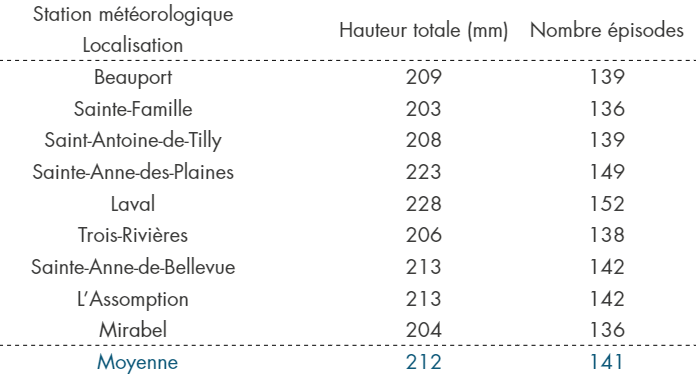 Station météorologique
Localisation
Hauteur totale (mm) Nombre épisodes
Beauport 209 139
Sainte-Famille 203 136
Saint-Antoine-de-Tilly 208 139
Sainte-Anne-des-Plaines 223 149
Laval 228 152
Trois-Rivières 206 138
Sainte-Anne-de-Bellevue 213 142
L'Assomption 213 142
Mirabel 204 136
Moyenne 212 141